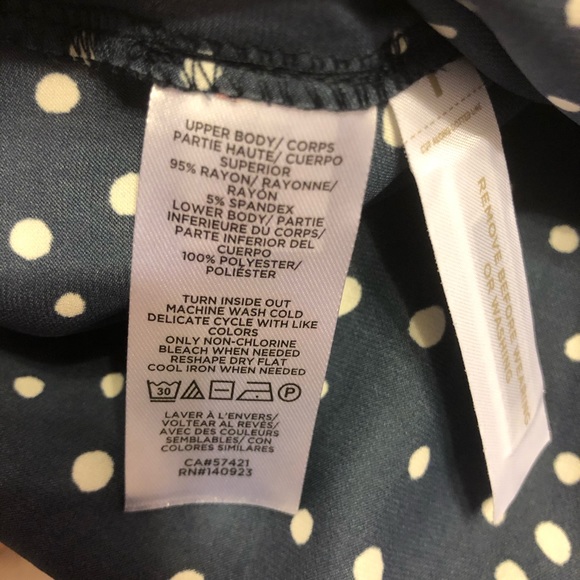 UPPER BODY/ CORPS
PARTIE HAUTE/ CUERPO
SUPERIOR
95% RAYON/ RAYONNE/
RAYÓN
5% SPANDEX
LOWER BODY/ PARTIE
INFERIEURE DU CORPS/
PARTE INFERIOR DEL
CUERPO
100% POLYESTER/
POLIÉSTER
TURN INSIDE OUT
MACHINE WASH COLD
DELICATE CYCLE WITH LIKE
COLORS
ONLY NON-CHLORINE
BLEACH WHEN NEEDED
RESHAPE DRY FLAT
COOL IRON WHEN NEEDED
30 P
LAVER À L'ENVERS/
VOLTEAR AL REVÉS/
AVEC DES COULEURS
SEMBLABLES/ CON
COLORES SIMILARES
CA#57421
RN#140923
REMOVE BEFORE WEARING
OR WASHING